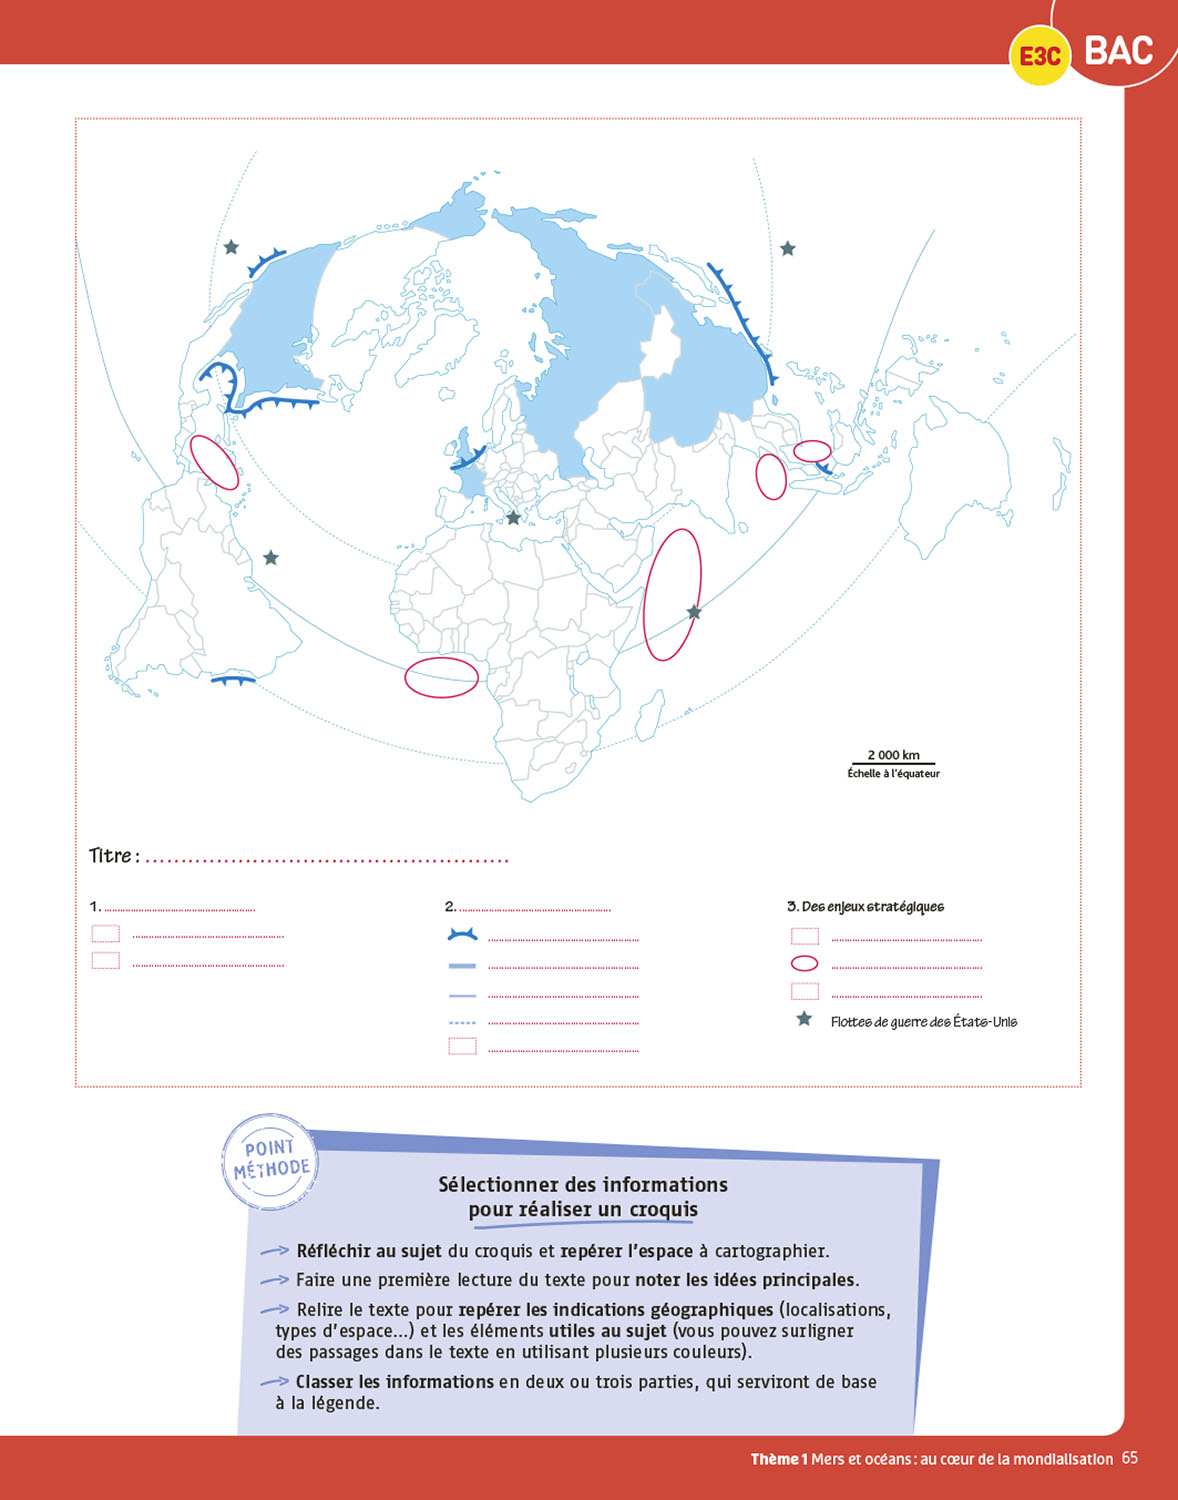 E3C
BAC
2 000 km
Échelle à l'équateur
Titre : ..................................................
1. ..................................................
2. ..................................................
3. Des enjeux stratégiques
Flottes de guerre des États-Unis
POINT
MÉTHODE
Sélectionner des informations
pour réaliser un croquis
Réfléchir au sujet du croquis et repérer l'espace à cartographier.
Faire une première lecture du texte pour noter les idées principales.
Relire le texte pour repérer les indications géographiques (localisations,
types d'espace...) et les éléments utiles au sujet (vous pouvez surligner
des passages dans le texte en utilisant plusieurs couleurs).
Classer les informations en deux ou trois parties, qui serviront de base
à la légende.
Thème 1 Mers et océans : au cœur de la mondialisation 65